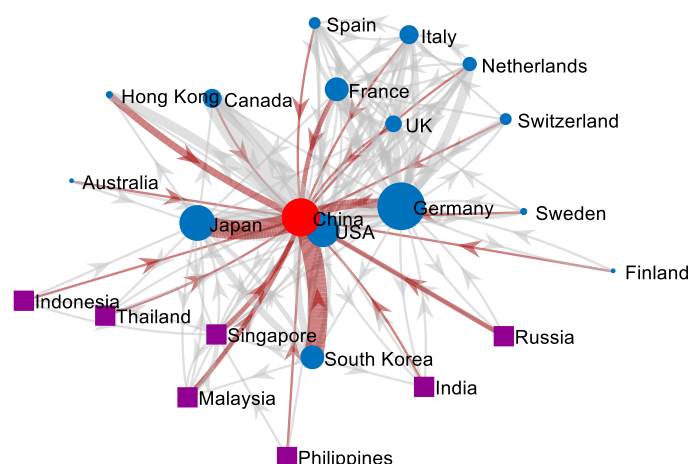 Spain
Italy
Netherlands
Hong Kong
Canada
France
UK
Switzerland
Australia
Japan
China
USA
Germany
Sweden
Finland
Indonesia
Thailand
Singapore
South Korea
Russia
Malaysia
India
Philippines